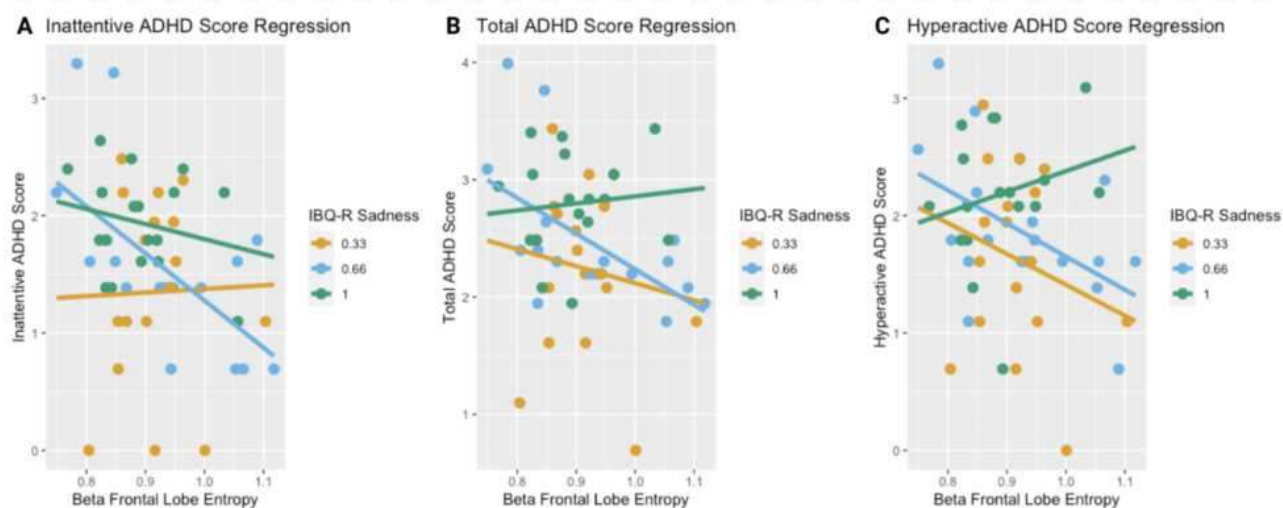 A Inattentive ADHD Score Regression
Inattentive ADHD Score
3
2
1
0
0.8 0.9 1.0 1.1
Beta Frontal Lobe Entropy
IBQ-R Sadness
0.33
0.66
1
B Total ADHD Score Regression
Total ADHD Score
4
3
2
1
0.8 0.9 1.0 1.1
Beta Frontal Lobe Entropy
IBQ-R Sadness
0.33
0.66
1
C Hyperactive ADHD Score Regression
Hyperactive ADHD Score
3
2
1
0
0.8 0.9 1.0 1.1
Beta Frontal Lobe Entropy
IBQ-R Sadness
0.33
0.66
1